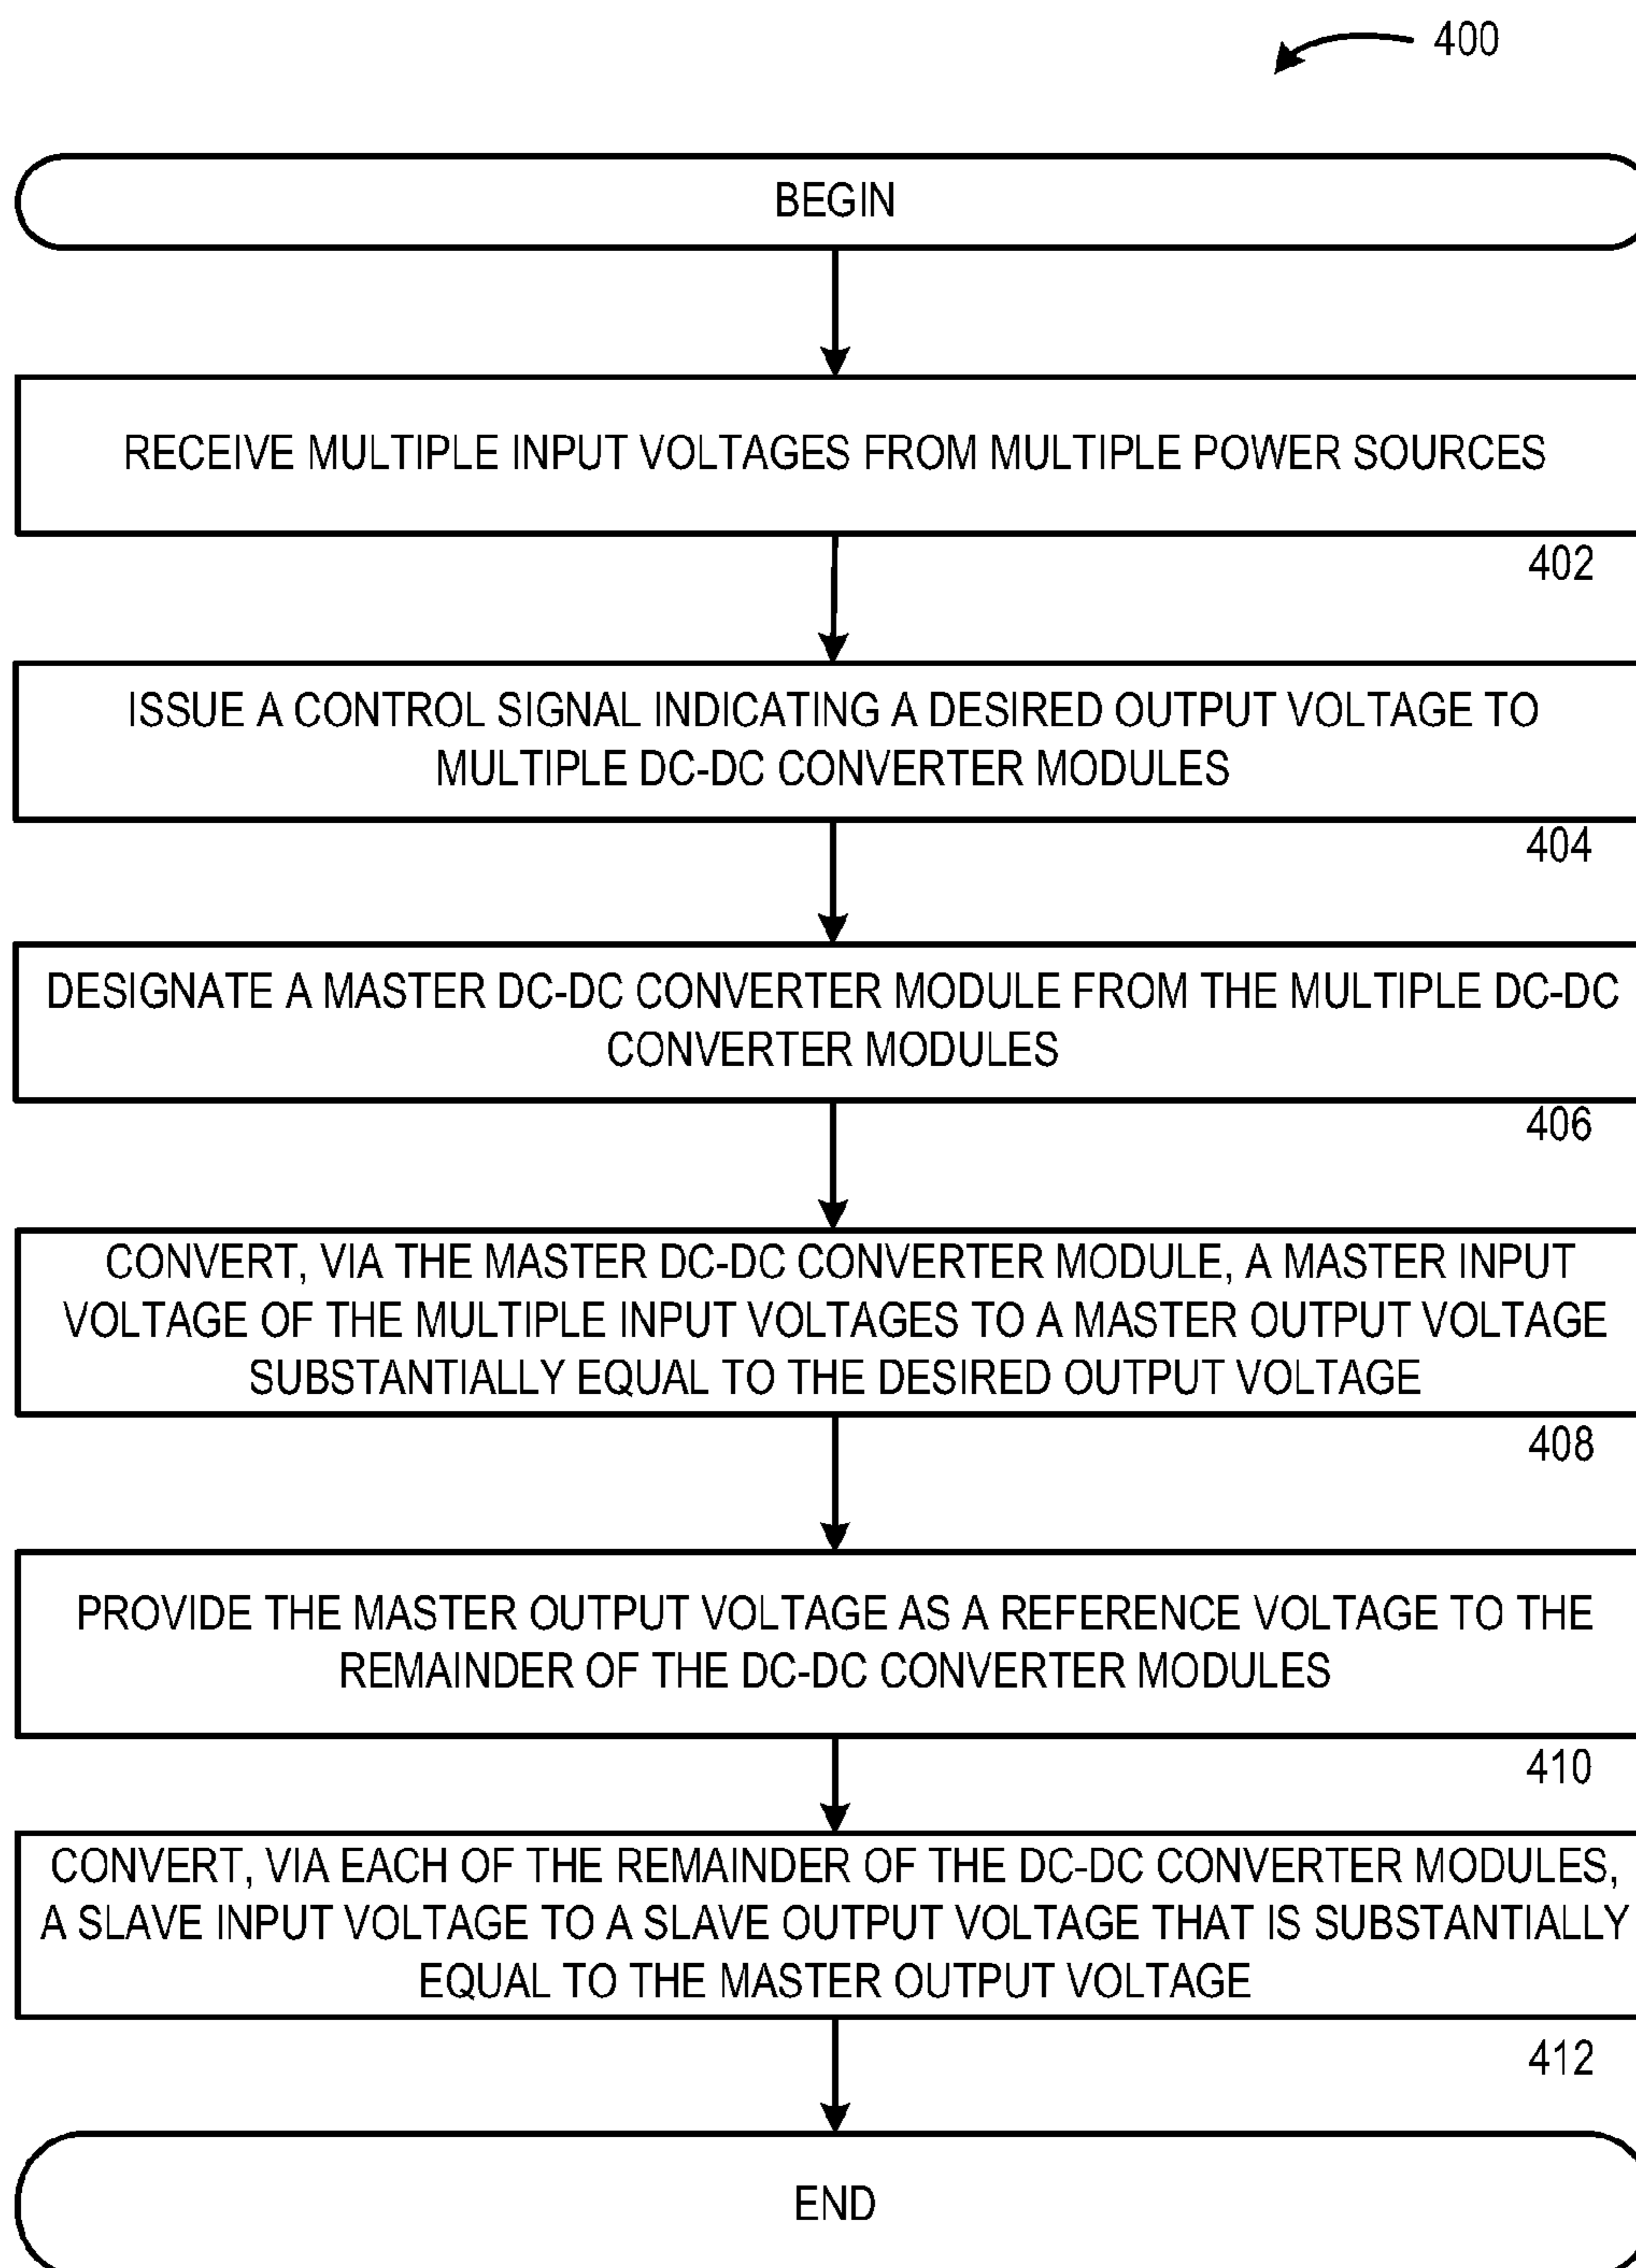 400
BEGIN
RECEIVE MULTIPLE INPUT VOLTAGES FROM MULTIPLE POWER SOURCES
402
ISSUE A CONTROL SIGNAL INDICATING A DESIRED OUTPUT VOLTAGE TO
MULTIPLE DC-DC CONVERTER MODULES
404
DESIGNATE A MASTER DC-DC CONVERTER MODULE FROM THE MULTIPLE DC-DC
CONVERTER MODULES
406
CONVERT, VIA THE MASTER DC-DC CONVERTER MODULE, A MASTER INPUT
VOLTAGE OF THE MULTIPLE INPUT VOLTAGES TO A MASTER OUTPUT VOLTAGE
SUBSTANTIALLY EQUAL TO THE DESIRED OUTPUT VOLTAGE
408
PROVIDE THE MASTER OUTPUT VOLTAGE AS A REFERENCE VOLTAGE TO THE
REMAINDER OF THE DC-DC CONVERTER MODULES
410
CONVERT, VIA EACH OF THE REMAINDER OF THE DC-DC CONVERTER MODULES,
A SLAVE INPUT VOLTAGE TO A SLAVE OUTPUT VOLTAGE THAT IS SUBSTANTIALLY
EQUAL TO THE MASTER OUTPUT VOLTAGE
412
END